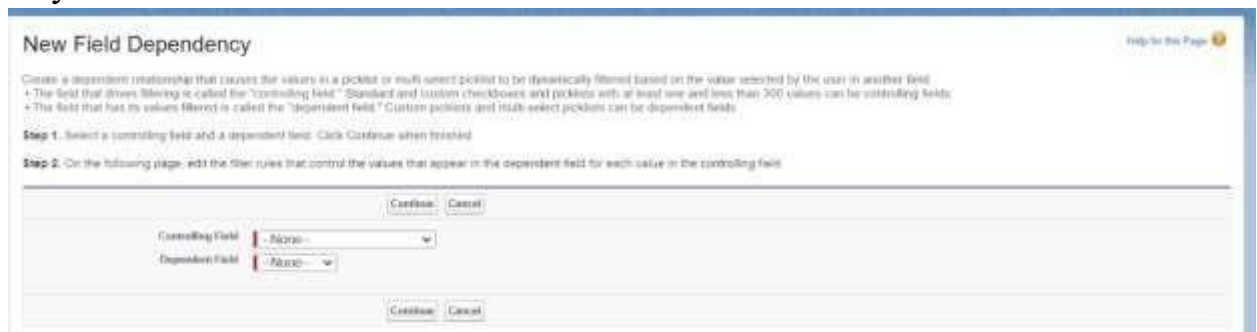 New Field Dependency
Help for this Page
Create a dependent relationship that causes the values in a picklist or multi-select picklist to be dynamically filtered based on the value selected by the user in another field.
• The field that drives filtering is called the "controlling field." Standard and custom checkboxes and picklists with at least one and less than 300 values can be controlling fields.
• The field that has its values filtered is called the "dependent field." Custom picklists and multi-select picklists can be dependent fields.
Step 1. Select a controlling field and a dependent field. Click Continue when finished.
Step 2. On the following page, edit the filter rules that control the values that appear in the dependent field for each value in the controlling field.
Continue Cancel
Controlling Field --None--
Dependent Field --None--
Continue Cancel